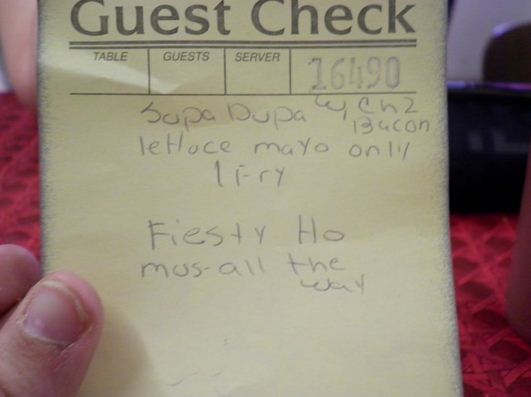 Guest Check
TABLE GUESTS SERVER 16490
Supa Dupa w/ chz
Bacon
lettuce mayo only
1 Fry
Fiesty Ho
mus-all the
way